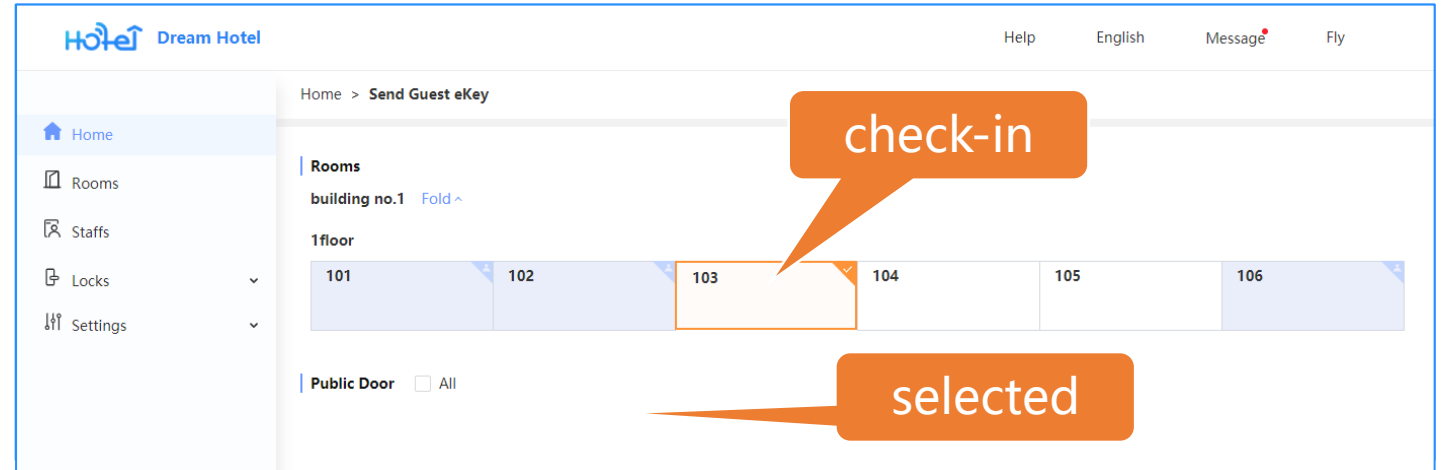 Hotel Dream Hotel Help English Message Fly
Home > Send Guest eKey
check-in
Home
Rooms
Staffs
Locks
Settings
Rooms
building no.1 Fold
1floor
101 102 103 104 105 106
Public Door All
selected